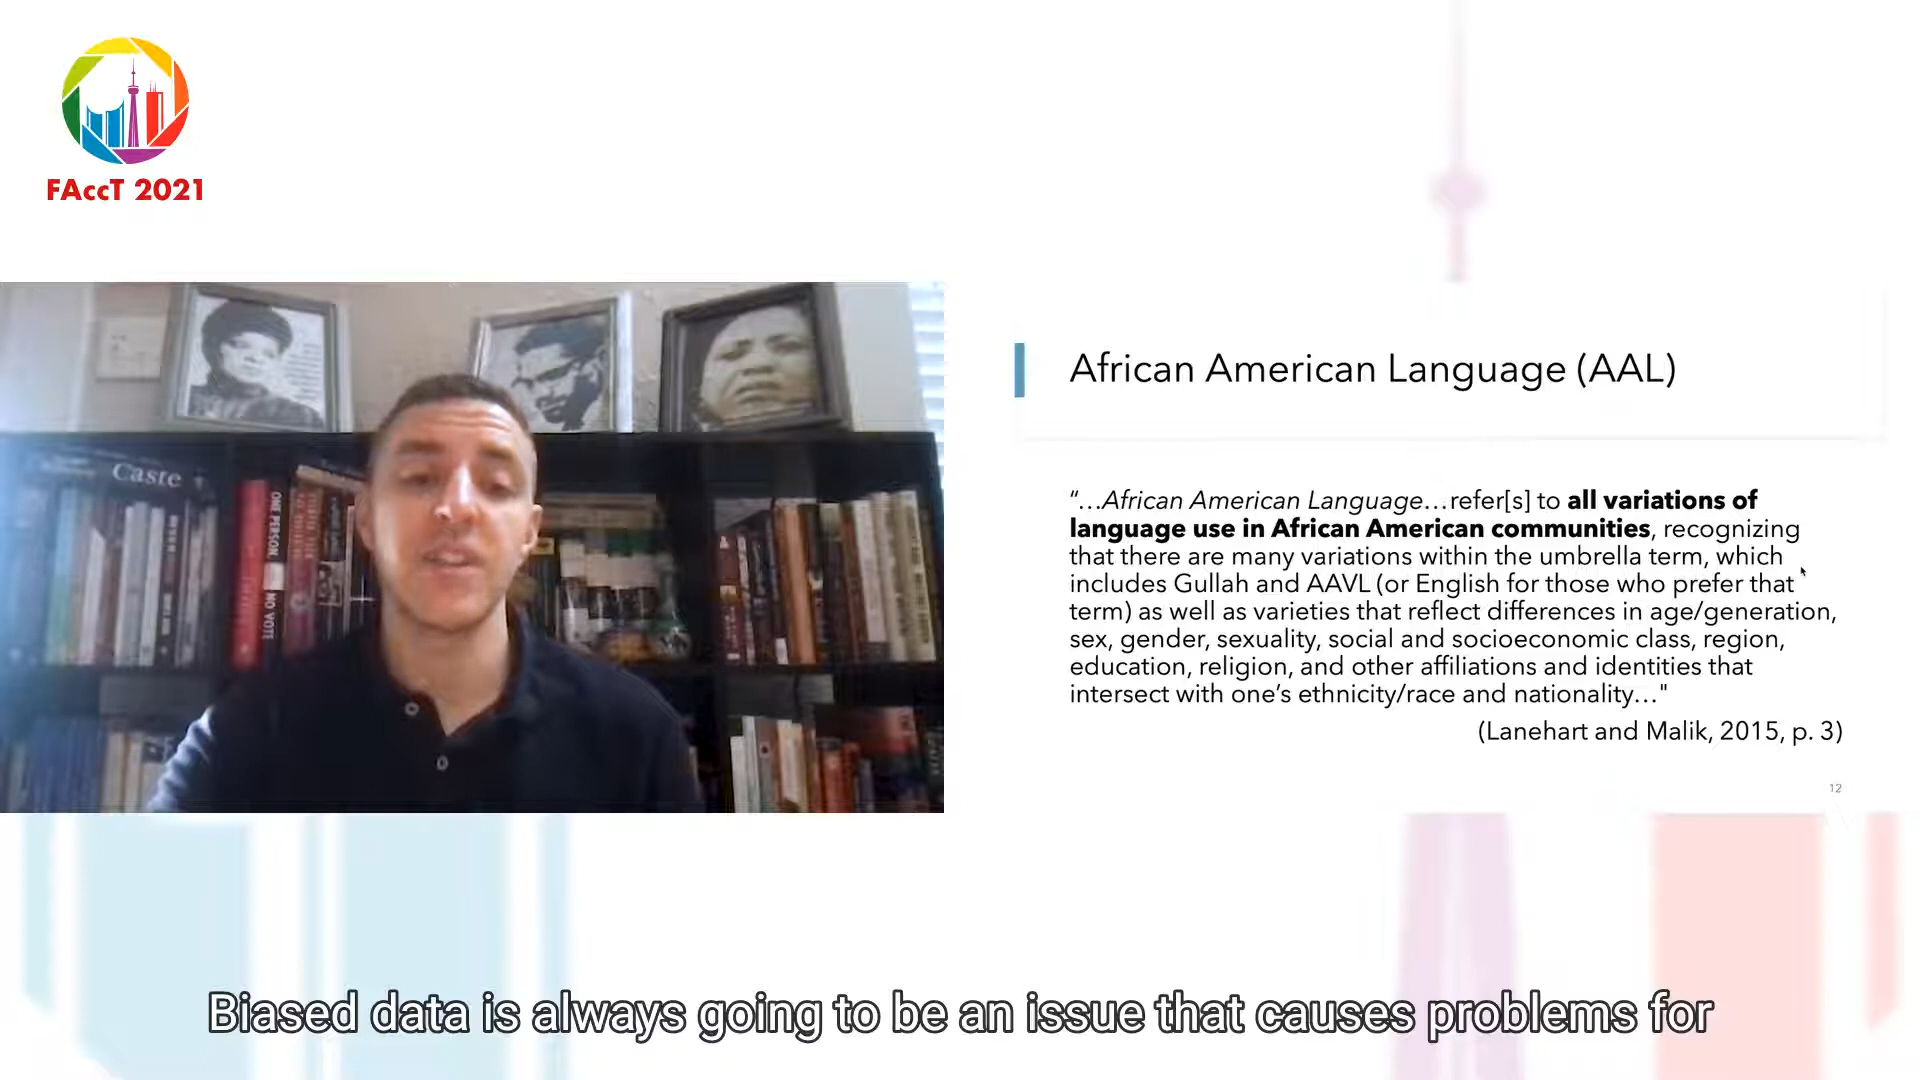 FAccT 2021
Caste
ONE PERSON,
NO VOTE
African American Language (AAL)
“…African American Language…refer[s] to all variations of
language use in African American communities, recognizing
that there are many variations within the umbrella term, which
includes Gullah and AAVL (or English for those who prefer that
term) as well as varieties that reflect differences in age/generation,
sex, gender, sexuality, social and socioeconomic class, region,
education, religion, and other affiliations and identities that
intersect with one’s ethnicity/race and nationality…"
(Lanehart and Malik, 2015, p. 3)
12
Biased data is always going to be an issue that causes problems for